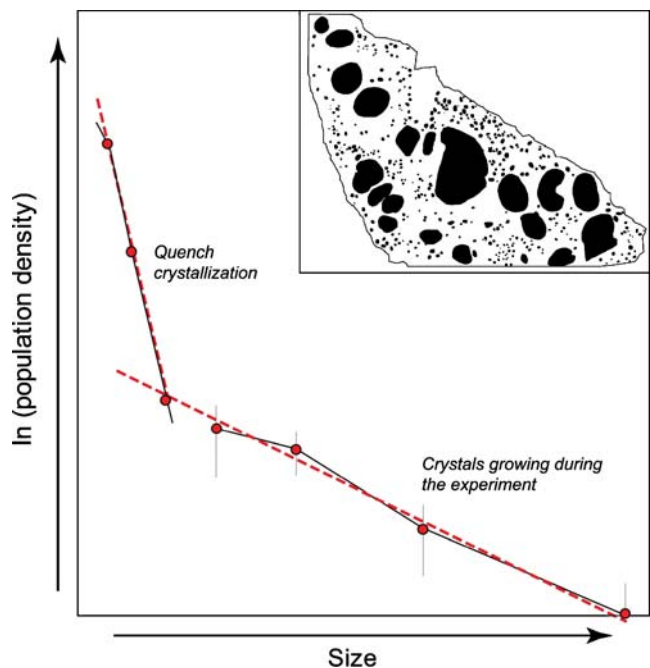 ln (population density)
Quench
crystallization
Crystals growing during
the experiment
Size